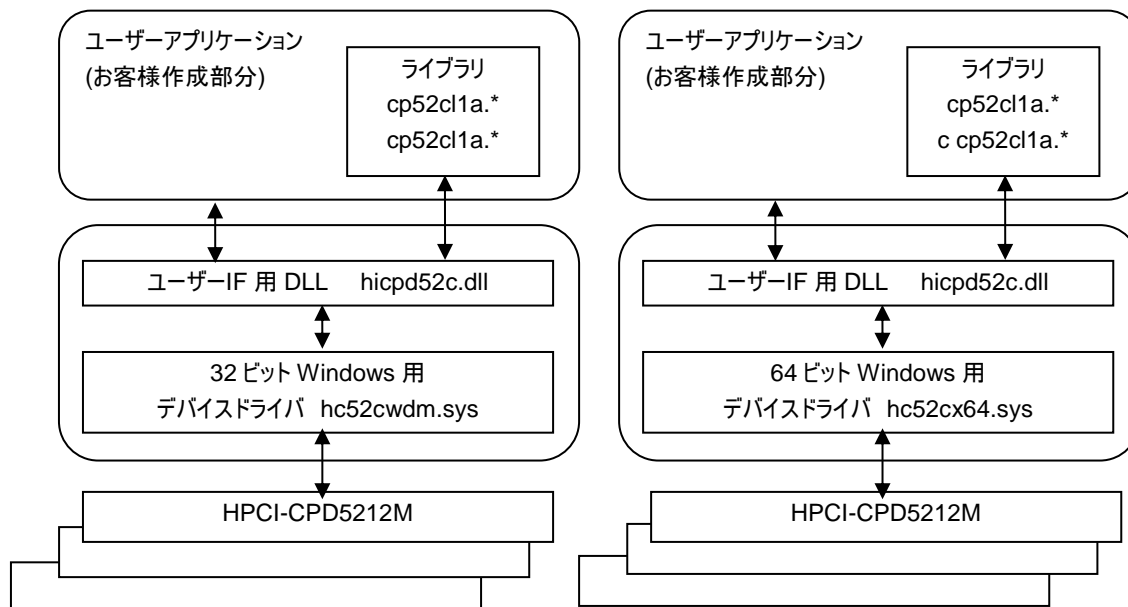 ユーザーアプリケーション
(お客様作成部分)
ライブラリ
cp52cl1a.*
cp52cl1a.*
ユーザーIF 用 DLL hicpd52c.dll
32 ビット Windows 用
デバイスドライバ hc52cwdm.sys
HPCI-CPD5212M
ユーザーアプリケーション
(お客様作成部分)
ライブラリ
cp52cl1a.*
c cp52cl1a.*
ユーザーIF 用 DLL hicpd52c.dll
64 ビット Windows 用
デバイスドライバ hc52cx64.sys
HPCI-CPD5212M